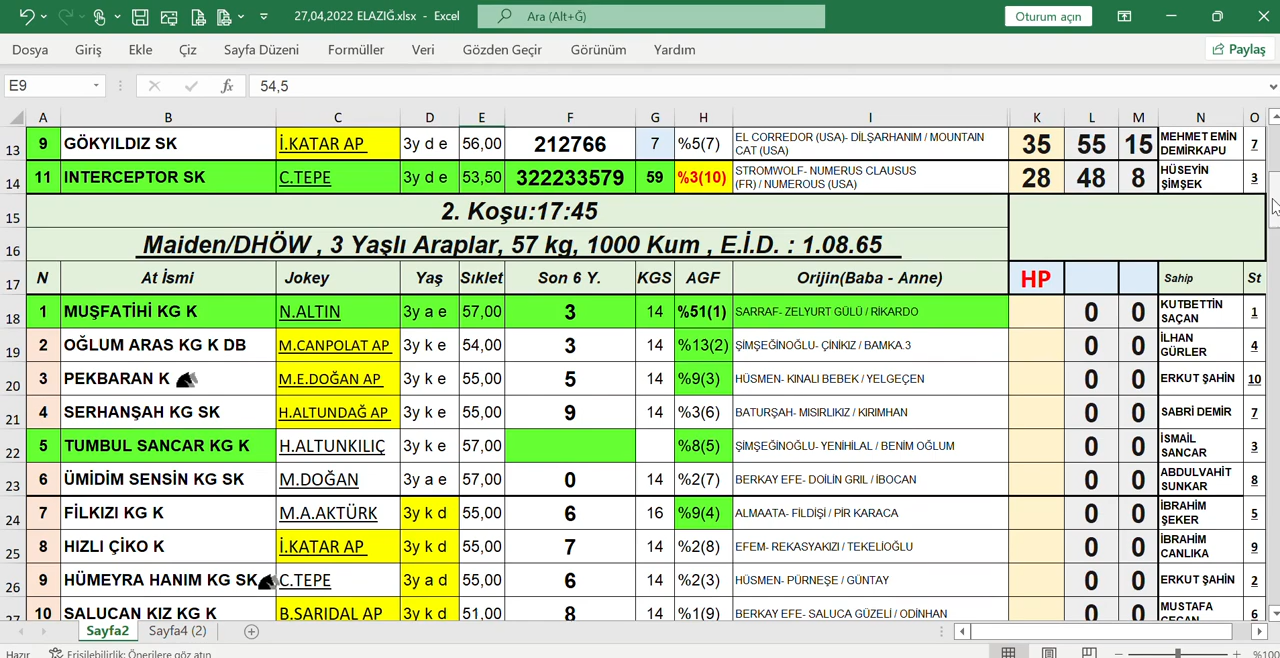 27,04,2022 ELAZIĞ.xlsx - Excel
Ara (Alt+Ğ)
Oturum açın
Dosya Giriş Ekle Çiz Sayfa Düzeni Formüller Veri Gözden Geçir Görünüm Yardım Paylaş
E9 fx 54,5
A B C D E F G H I K L M N O
13 9 GÖKYILDIZ SK İ.KATAR AP 3y d e 56,00 212766 7 %5(7) EL CORREDOR (USA)- DİLŞARHANIM / MOUNTAIN CAT (USA) 35 55 15 MEHMET EMİN DEMİRKAPU 7
14 11 INTERCEPTOR SK C.TEPE 3y d e 53,50 322233579 59 %3(10) STROMWOLF- NUMERUS CLAUSUS (FR) / NUMEROUS (USA) 28 48 8 HÜSEYİN ŞİMŞEK 3
15 2. Koşu:17:45
16 Maiden/DHÖW , 3 Yaşlı Araplar, 57 kg, 1000 Kum , E.İ.D. : 1.08.65
17 N At İsmi Jokey Yaş Sıklet Son 6 Y. KGS AGF Orijin(Baba - Anne) HP Sahip St
18 1 MUŞFATİHİ KG K N.ALTIN 3y a e 57,00 3 14 %51(1) SARRAF- ZELYURT GÜLÜ / RİKARDO 0 0 KUTBETTİN SAÇAN 1
19 2 OĞLUM ARAS KG K DB M.CANPOLAT AP 3y k e 54,00 3 14 %13(2) ŞİMŞEĞİNOĞLU- ÇİNİKIZ / BAMKA.3 0 0 İLHAN GÜRLER 4
20 3 PEKBARAN K M.E.DOĞAN AP 3y k e 55,00 5 14 %9(3) HÜSMEN- KINALI BEBEK / YELGEÇEN 0 0 ERKUT ŞAHİN 10
21 4 SERHANŞAH KG SK H.ALTUNDAĞ AP 3y k e 55,00 9 14 %3(6) BATURŞAH- MISIRLIKIZ / KIRIMHAN 0 0 SABRİ DEMİR 7
22 5 TUMBUL SANCAR KG K H.ALTUNKILIÇ 3y k e 57,00 %8(5) ŞİMŞEĞİNOĞLU- YENİHİLAL / BENİM OĞLUM 0 0 İSMAİL SANCAR 3
23 6 ÜMİDİM SENSİN KG SK M.DOĞAN 3y a e 57,00 0 14 %2(7) BERKAY EFE- DOİLİN GRIL / İBOCAN 0 0 ABDULVAHİT SUNKAR 8
24 7 FİLKIZI KG K M.A.AKTÜRK 3y k d 55,00 6 16 %9(4) ALMAATA- FİLDİŞİ / PİR KARACA 0 0 İBRAHİM ŞEKER 5
25 8 HIZLI ÇİKO K İ.KATAR AP 3y k d 55,00 7 14 %2(8) EFEM- REKASYAKIZI / TEKELİOĞLU 0 0 İBRAHİM CANLIKA 9
26 9 HÜMEYRA HANIM KG SK C.TEPE 3y a d 55,00 6 14 %2(3) HÜSMEN- PÜRNEŞE / GÜNTAY 0 0 ERKUT ŞAHİN 2
27 10 SALUCAN KIZ KG K B.SARIDAL AP 3y k d 51,00 8 14 %1(9) BERKAY EFE- SALUCA GÜZELİ / ODİNHAN 0 0 MUSTAFA 6
Sayfa2 Sayfa4 (2)
Hazır Erişilebilirlik: Önerilere göz atın %100